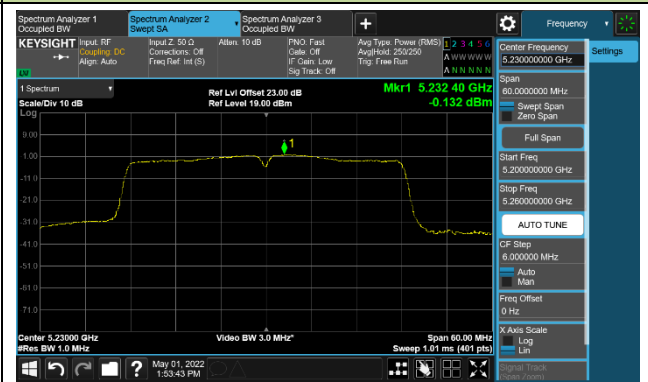 Spectrum Analyzer 1
Occupied BW
Spectrum Analyzer 2
Swept SA
Spectrum Analyzer 3
Occupied BW
+
Frequency
KEYSIGHT
Input: RF
Coupling: DC
Align: Auto
Input Z: 50 Ω
Corrections: Off
Freq Ref: Int (S)
Atten: 10 dB
PNO: Fast
Gate: Off
IF Gain: Low
Sig Track: Off
Avg Type: Power (RMS)
Avg|Hold: 250/250
Trig: Free Run
1 2 3 4 5 6
A W W W W W
A N N N N N
LV
1 Spectrum
Scale/Div 10 dB
Log
Ref Lvl Offset 23.00 dB
Ref Level 19.00 dBm
Mkr1 5.232 40 GHz
-0.132 dBm
9.00
1.00
-11.0
-21.0
-31.0
-41.0
-51.0
-61.0
-71.0
1
Center 5.23000 GHz
#Res BW 1.0 MHz
Video BW 3.0 MHz*
Span 60.00 MHz
Sweep 1.01 ms (401 pts)
May 01, 2022
1:53:43 PM
Center Frequency
5.230000000 GHz
Settings
Span
60.0000000 MHz
Swept Span
Zero Span
Full Span
Start Freq
5.200000000 GHz
Stop Freq
5.260000000 GHz
AUTO TUNE
CF Step
6.000000 MHz
Auto
Man
Freq Offset
0 Hz
X Axis Scale
Log
Lin
Signal Track
(Span Zoom)